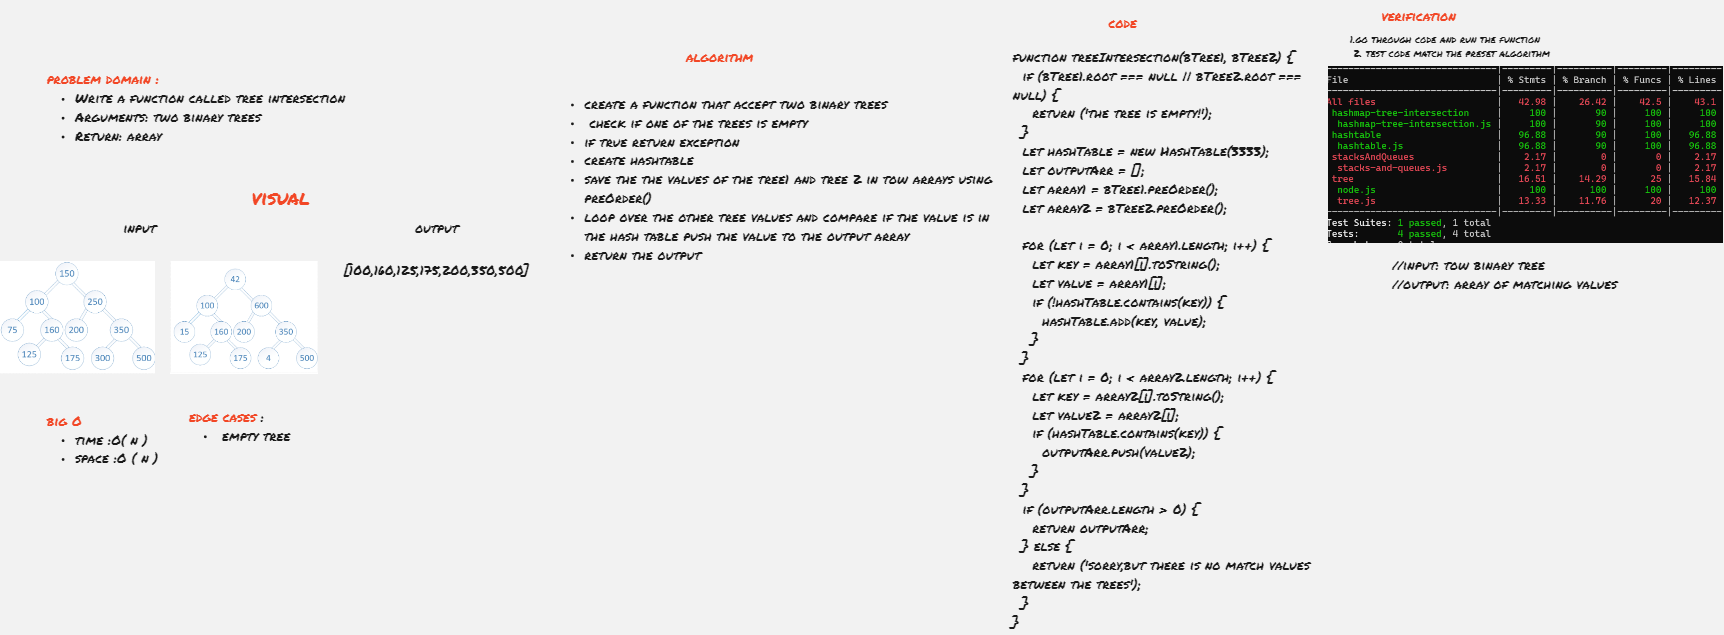 PROBLEM DOMAIN :
• WRITE A FUNCTION CALLED TREE INTERSECTION
• ARGUMENTS: TWO BINARY TREES
• RETURN: ARRAY
VISUAL
INPUT
OUTPUT
150
100 250
75 160 200 350
125 175 300 500
42
100 600
15 160 200 350
125 175 4 500
[100,160,125,175,200,350,500]
BIG O
• TIME :O( N )
• SPACE :O ( N )
EDGE CASES :
• EMPTY TREE
ALGORITHM
• CREATE A FUNCTION THAT ACCEPT TWO BINARY TREES
• CHECK IF ONE OF THE TREES IS EMPTY
• IF TRUE RETURN EXCEPTION
• CREATE HASHTABLE
• SAVE THE THE VALUES OF THE TREE1 AND TREE 2 IN TOW ARRAYS USING
PREORDER()
• LOOP OVER THE OTHER TREE VALUES AND COMPARE IF THE VALUE IS IN
THE HASH TABLE PUSH THE VALUE TO THE OUTPUT ARRAY
• RETURN THE OUTPUT
CODE
FUNCTION TREEINTERSECTION(BTREE1, BTREE2) {
IF (BTREE1.ROOT === NULL || BTREE2.ROOT ===
NULL) {
RETURN ('THE TREE IS EMPTY!');
}
LET HASHTABLE = NEW HASHTABLE(3333);
LET OUTPUTARR = [];
LET ARRAY1 = BTREE1.PREORDER();
LET ARRAY2 = BTREE2.PREORDER();
FOR (LET I = 0; I < ARRAY1.LENGTH; I++) {
LET KEY = ARRAY1[I].TOSTRING();
LET VALUE = ARRAY1[I];
IF (!HASHTABLE.CONTAINS(KEY)) {
HASHTABLE.ADD(KEY, VALUE);
}
}
FOR (LET I = 0; I < ARRAY2.LENGTH; I++) {
LET KEY = ARRAY2[I].TOSTRING();
LET VALUE2 = ARRAY2[I];
IF (HASHTABLE.CONTAINS(KEY)) {
OUTPUTARR.PUSH(VALUE2);
}
}
IF (OUTPUTARR.LENGTH > 0) {
RETURN OUTPUTARR;
} ELSE {
RETURN ('SORRY,BUT THERE IS NO MATCH VALUES
BETWEEN THE TREES');
}
}
VERIFICATION
1.GO THROUGH CODE AND RUN THE FUNCTION
2. TEST CODE MATCH THE PRESET ALGORITHM
File | % Stmts | % Branch | % Funcs | % Lines
All files | 42.98 | 26.42 | 42.5 | 43.1
hashmap-tree-intersection | 100 | 90 | 100 | 100
hashmap-tree-intersection.js | 100 | 90 | 100 | 100
hashtable | 96.88 | 90 | 100 | 96.88
hashtable.js | 96.88 | 90 | 100 | 96.88
stacksAndQueues | 2.17 | 0 | 0 | 2.17
stacks-and-queues.js | 2.17 | 0 | 0 | 2.17
tree | 16.51 | 14.29 | 25 | 15.84
node.js | 100 | 100 | 100 | 100
tree.js | 13.33 | 11.76 | 20 | 12.37
Test Suites: 1 passed, 1 total
Tests: 4 passed, 4 total
//INPUT: TOW BINARY TREE
//OUTPUT: ARRAY OF MATCHING VALUES